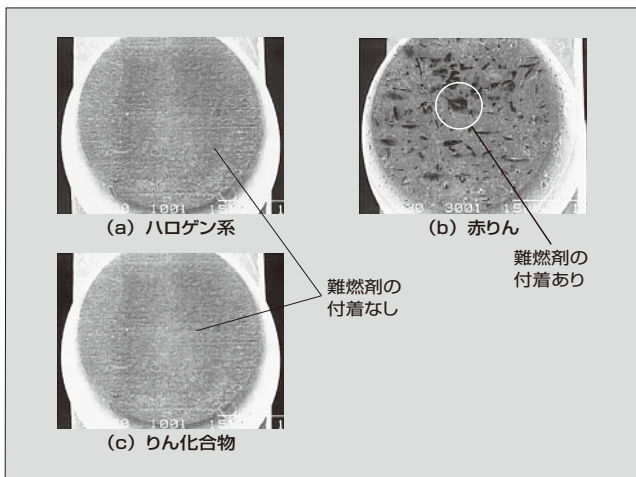 (a) ハロゲン系
(b) 赤りん
難燃剤の
付着なし
難燃剤の
付着あり
(c) りん化合物